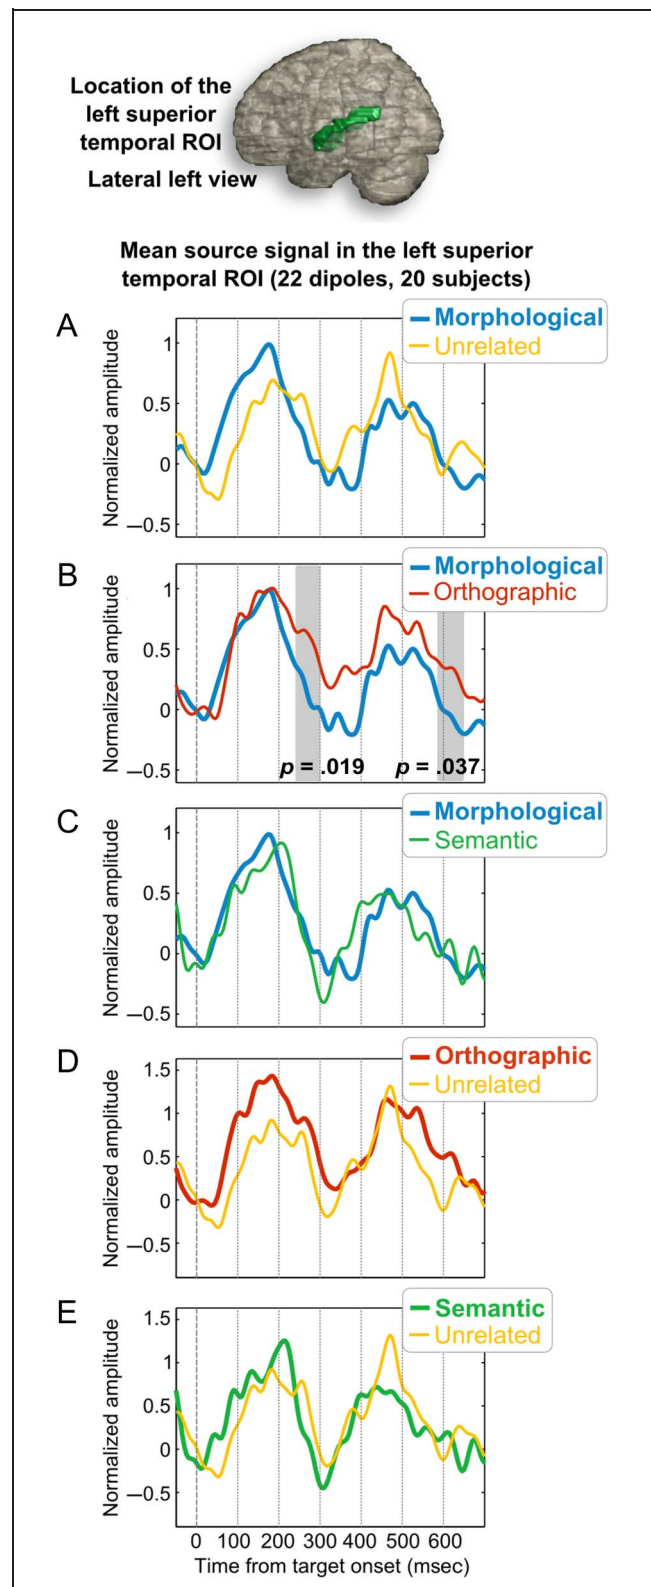 Location of the
left superior
temporal ROI
Lateral left view
Mean source signal in the left superior
temporal ROI (22 dipoles, 20 subjects)
A
Morphological
Unrelated
Normalized amplitude
1
0.5
0
—0.5
B
Morphological
Orthographic
Normalized amplitude
1
0.5
0
—0.5
p = .019
p = .037
C
Morphological
Semantic
Normalized amplitude
1
0.5
0
—0.5
D
Orthographic
Unrelated
Normalized amplitude
1.5
1
0.5
0
—0.5
E
Semantic
Unrelated
Normalized amplitude
1.5
1
0.5
0
—0.5
0 100 200 300 400 500 600
Time from target onset (msec)